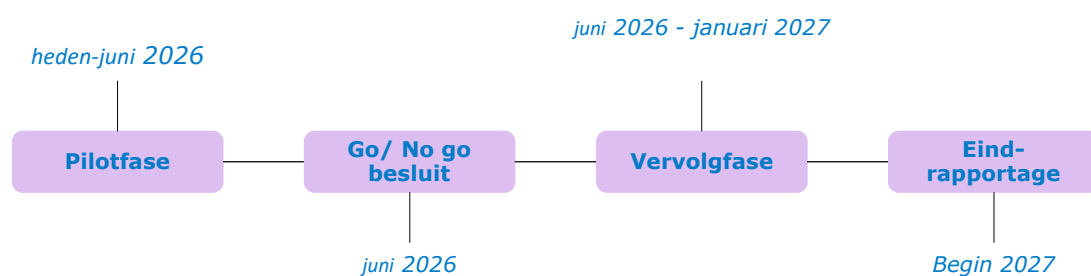 juni 2026 - januari 2027
heden-juni 2026
Pilotfase
Go/ No go
besluit
Vervolgfase
Eind-
rapportage
juni 2026
Begin 2027